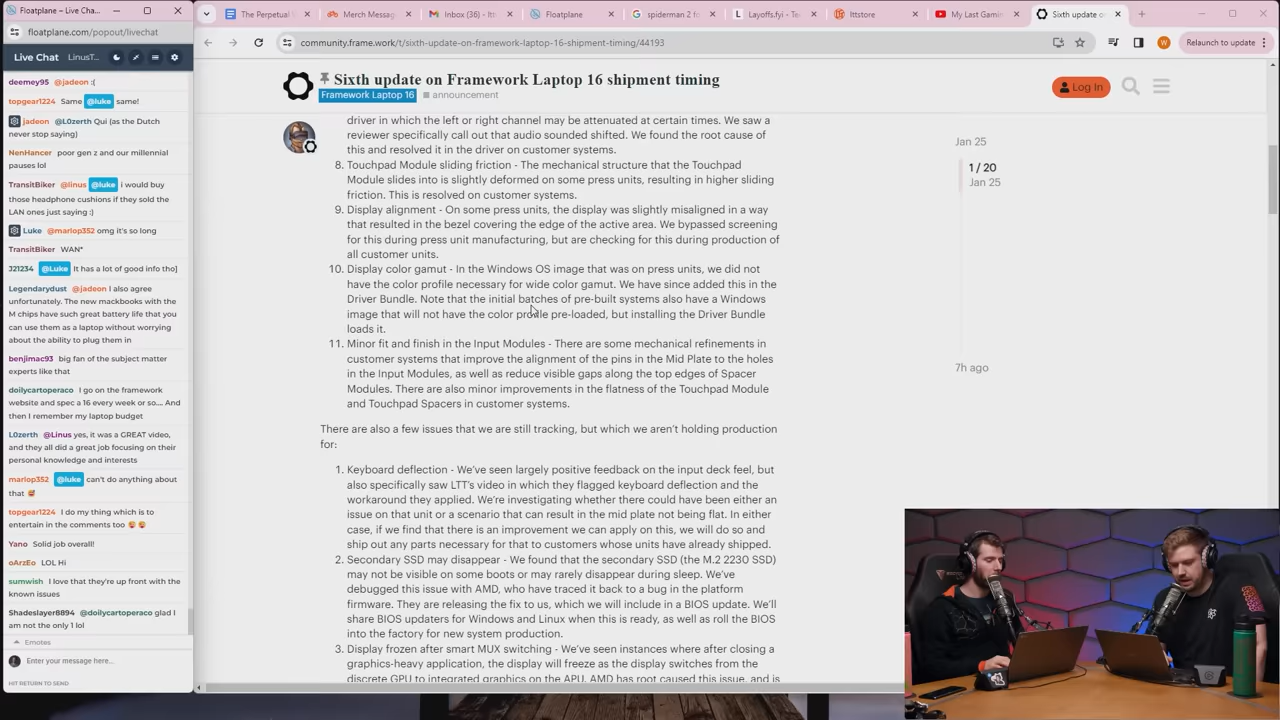 Floatplane – Live Chat
floatplane.com/popout/livechat
Live Chat
LinusT...
deemey95 @jadeon :(
topgear1224 Same @luke same!
jadeon @L0zerth Qui (as the Dutch
never stop saying)
NenHancer poor gen z and our millennial
pauses lol
TransitBiker @linus @luke i would buy
those headphone cushions if they sold the
LAN ones just saying :)
Luke @marlop352 omg it's so long
TransitBiker WAN*
J21234 @Luke It has a lot of good info tho]
Legendarydust @jadeon I also agree
unfortunately. The new mackbooks with the
M chips have such great battery life that you
can use them as a laptop without worrying
about the ability to plug them in
benjimac93 big fan of the subject matter
experts like that
doilycartoperaco I go on the framework
website and spec a 16 every week or so.... And
then I remember my laptop budget
L0zerth @Linus yes, it was a GREAT video,
and they all did a great job focusing on their
personal knowledge and interests
marlop352 @luke can't do anything about
that
topgear1224 I do my thing which is to
entertain in the comments too
Yano Solid job overall!
oArzEo LOL Hi
sumwish I love that they're up front with the
known issues
Shadeslayer8894 @doilycartoperaco glad I
am not the only 1 lol
Emotes
Enter your message here...
HIT RETURN TO SEND
The Perpetual
Merch Messag
Inbox (36) - ltt
Floatplane
spiderman 2 fo
Layoffs.fyi - Te
lttstore
My Last Gamin
Sixth update on
community.frame.work/t/sixth-update-on-framework-laptop-16-shipment-timing/44193
W
Relaunch to update
Sixth update on Framework Laptop 16 shipment timing
Framework Laptop 16
announcement
Log In
driver in which the left or right channel may be attenuated at certain times. We saw a
reviewer specifically call out that audio sounded shifted. We found the root cause of
this and resolved it in the driver on customer systems.
8. Touchpad Module sliding friction - The mechanical structure that the Touchpad
Module slides into is slightly deformed on some press units, resulting in higher sliding
friction. This is resolved on customer systems.
9. Display alignment - On some press units, the display was slightly misaligned in a way
that resulted in the bezel covering the edge of the active area. We bypassed screening
for this during press unit manufacturing, but are checking for this during production of
all customer units.
10. Display color gamut - In the Windows OS image that was on press units, we did not
have the color profile necessary for wide color gamut. We have since added this in the
Driver Bundle. Note that the initial batches of pre-built systems also have a Windows
image that will not have the color profile pre-loaded, but installing the Driver Bundle
loads it.
11. Minor fit and finish in the Input Modules - There are some mechanical refinements in
customer systems that improve the alignment of the pins in the Mid Plate to the holes
in the Input Modules, as well as reduce visible gaps along the top edges of Spacer
Modules. There are also minor improvements in the flatness of the Touchpad Module
and Touchpad Spacers in customer systems.
There are also a few issues that we are still tracking, but which we aren't holding production
for:
1. Keyboard deflection - We've seen largely positive feedback on the input deck feel, but
also specifically saw LTT's video in which they flagged keyboard deflection and the
workaround they applied. We're investigating whether there could have been either an
issue on that unit or a scenario that can result in the mid plate not being flat. In either
case, if we find that there is an improvement we can apply on this, we will do so and
ship out any parts necessary for that to customers whose units have already shipped.
2. Secondary SSD may disappear - We found that the secondary SSD (the M.2 2230 SSD)
may not be visible on some boots or may rarely disappear during sleep. We've
debugged this issue with AMD, who have traced it back to a bug in the platform
firmware. They are releasing the fix to us, which we will include in a BIOS update. We'll
share BIOS updaters for Windows and Linux when this is ready, as well as roll the BIOS
into the factory for new system production.
3. Display frozen after smart MUX switching - We've seen instances where after closing a
graphics-heavy application, the display will freeze as the display switches from the
discrete GPU to integrated graphics on the APU. AMD has root caused this issue, and is
Jan 25
1 / 20
Jan 25
7h ago